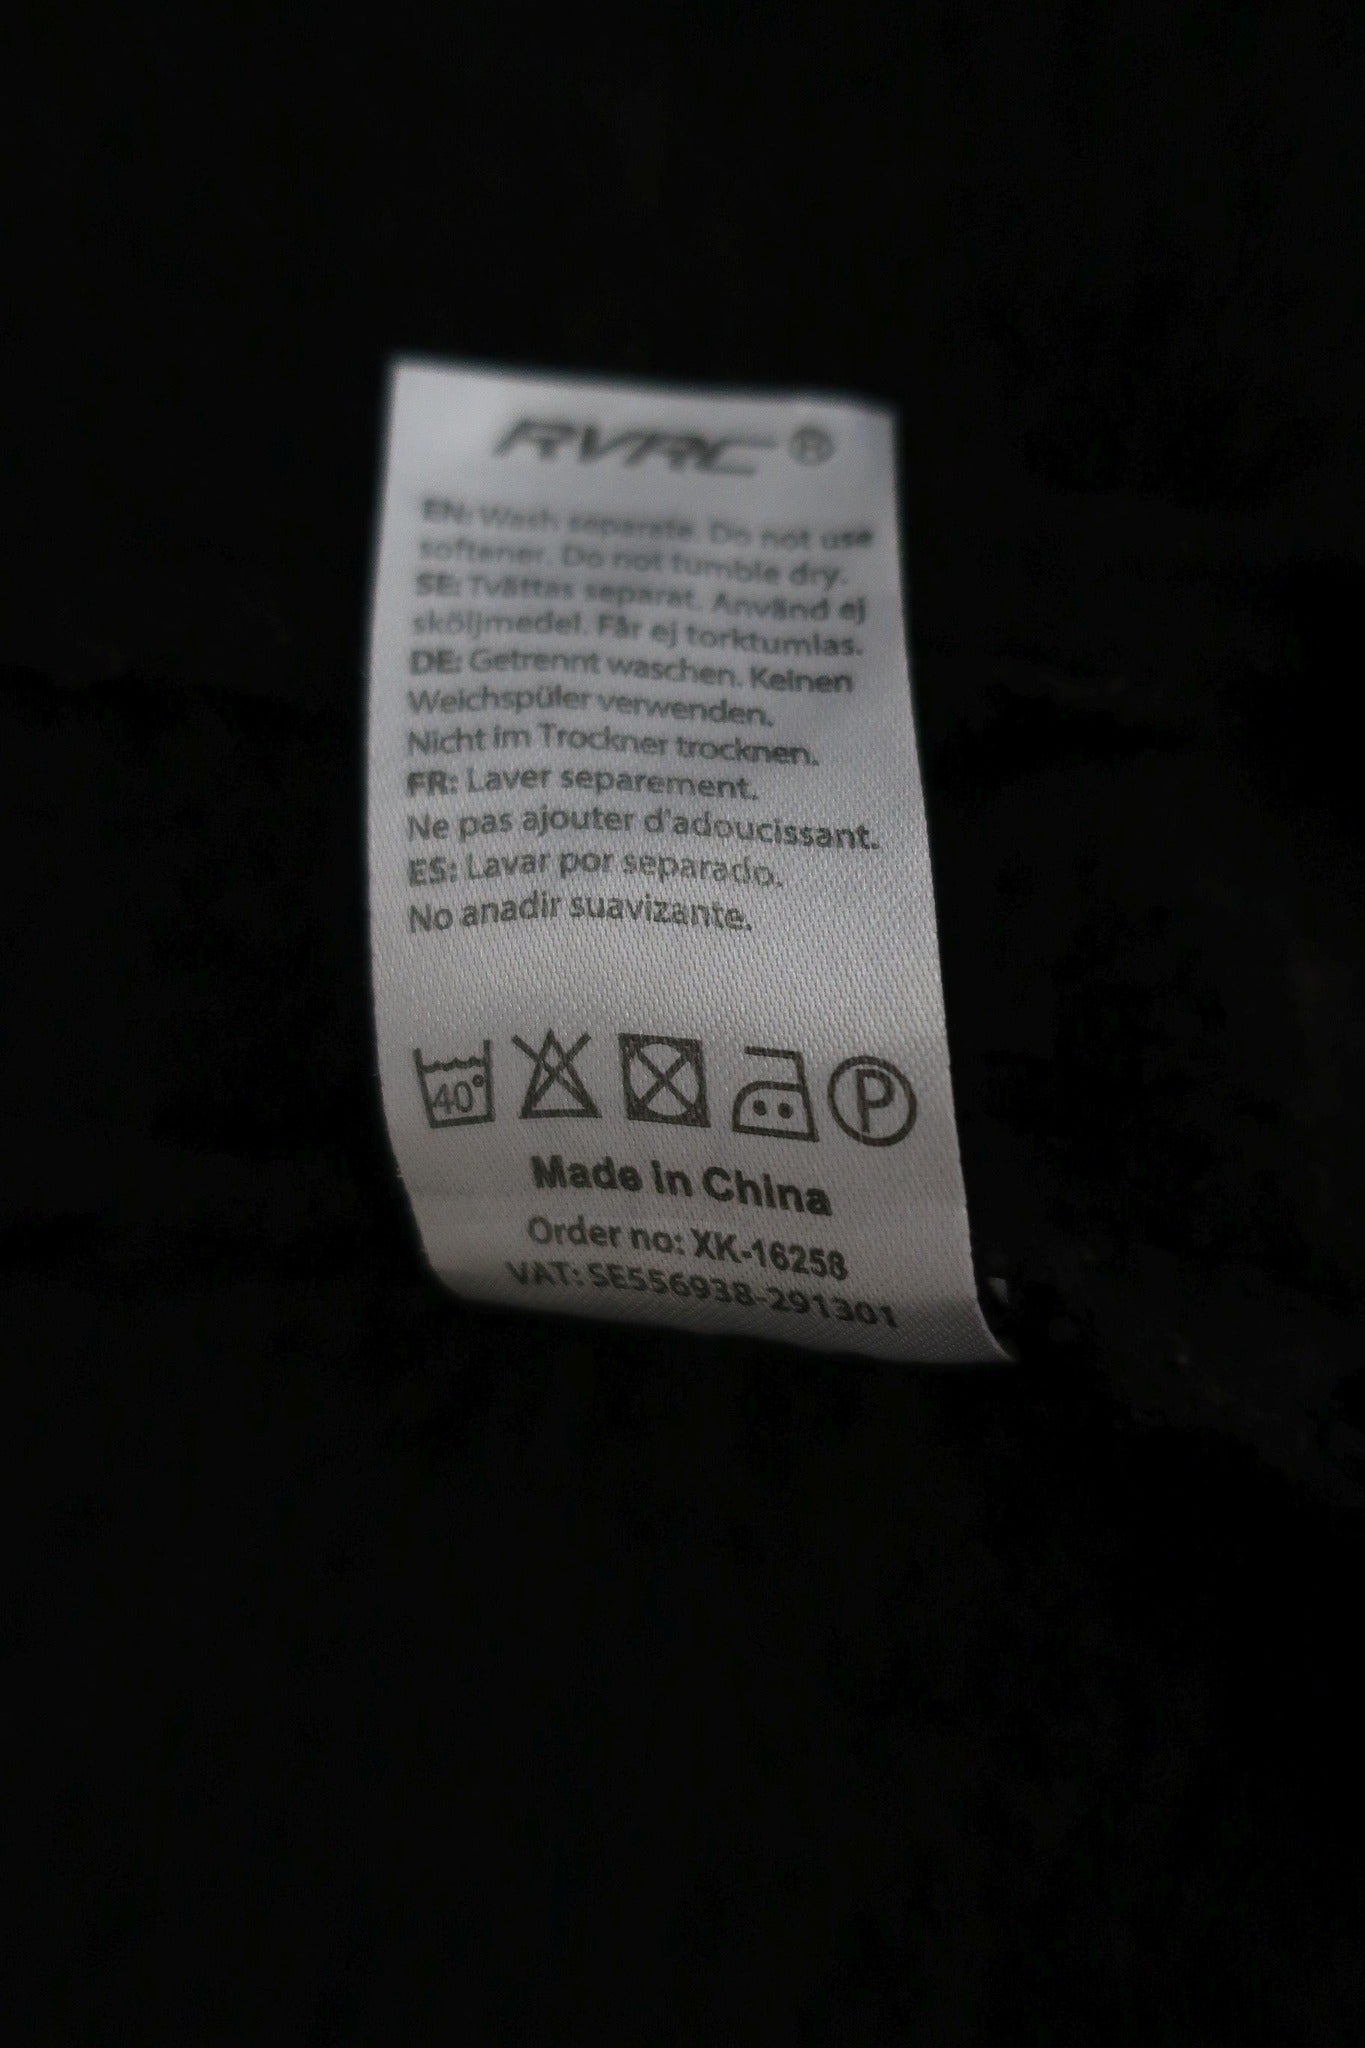 RVRC®
EN: Wash separate. Do not use
softener. Do not tumble dry.
SE: Tvättas separat. Använd ej
sköljmedel. Får ej torktumlas.
DE: Getrennt waschen. Keinen
Weichspüler verwenden.
Nicht im Trockner trocknen.
FR: Laver separement.
Ne pas ajouter d'adoucissant.
ES: Lavar por separado.
No anadir suavizante.
40° P
Made in China
Order no: XK-16258
VAT: SE556938-291301